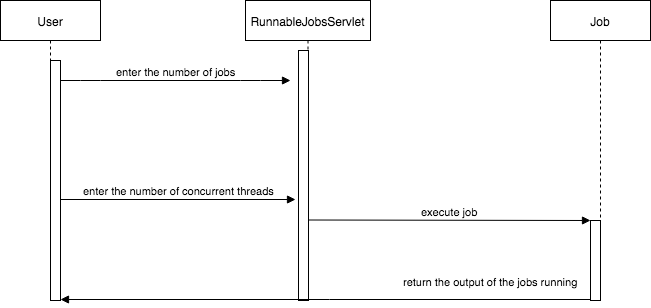 User
RunnableJobsServlet
Job
enter the number of jobs
enter the number of concurrent threads
execute job
return the output of the jobs running